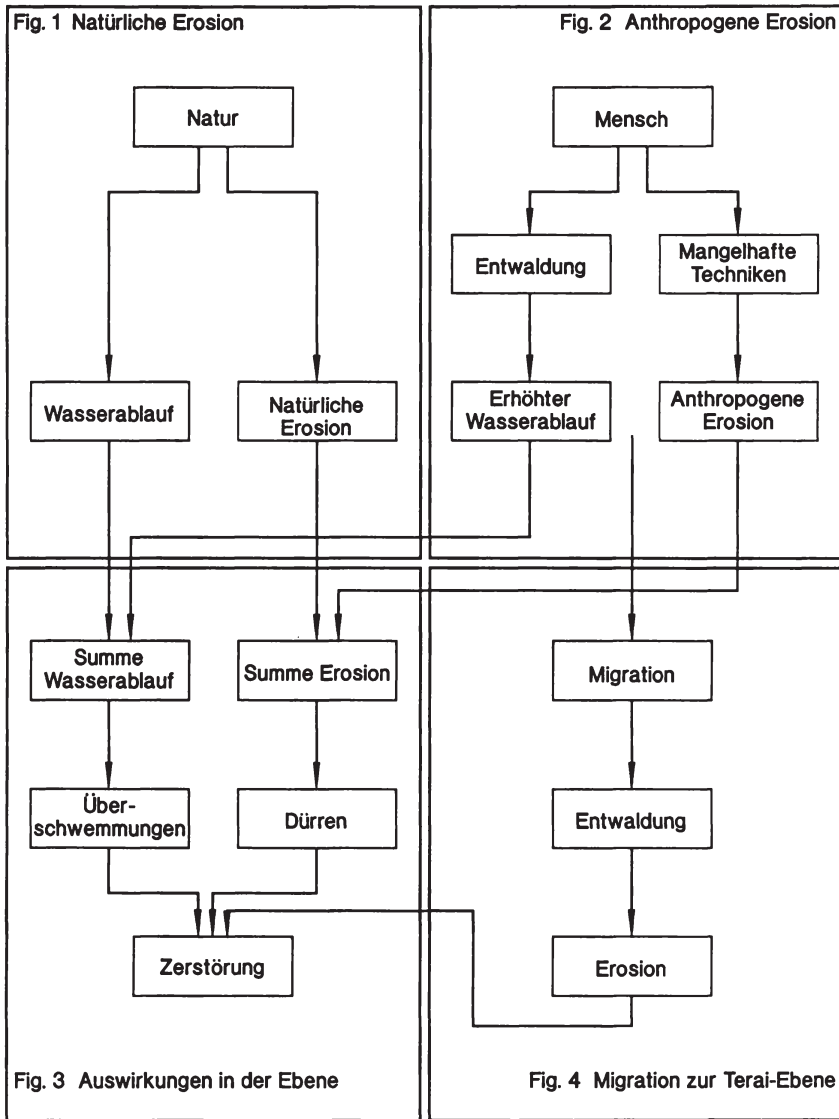 Fig. 1 Natürliche Erosion
Natur
Wasserablauf
Natürliche
Erosion
Fig. 2 Anthropogene Erosion
Mensch
Entwaldung
Mangelhafte
Techniken
Erhöhter
Wasserablauf
Anthropogene
Erosion
Summe
Wasserablauf
Summe Erosion
Über-
schwemmungen
Dürren
Zerstörung
Fig. 3 Auswirkungen in der Ebene
Migration
Entwaldung
Erosion
Fig. 4 Migration zur Terai-Ebene